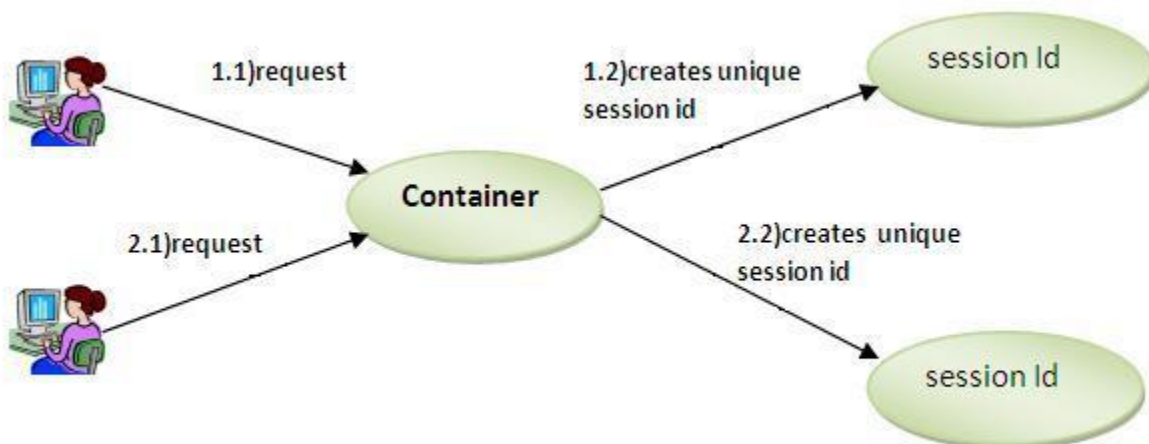 1.1)request
1.2)creates unique
session id
session Id
Container
2.1)request
2.2)creates unique
session id
session Id